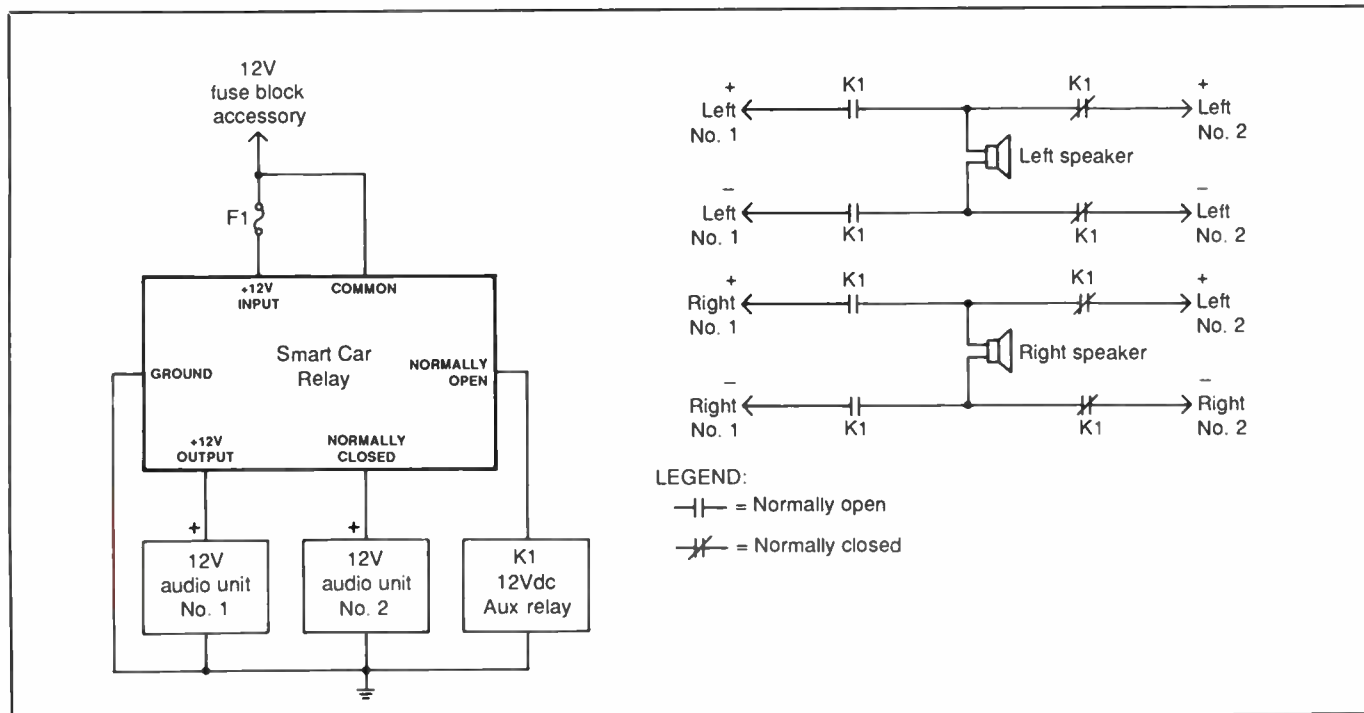 12V
fuse block
accessory
F1
+12V
INPUT
COMMON
Smart Car
Relay
GROUND
NORMALLY
OPEN
+12V
OUTPUT
NORMALLY
CLOSED
+
12V
audio unit
No. 1
+
12V
audio unit
No. 2
K1
12Vdc
Aux relay
+
Left
No. 1
K1
K1
+
Left
No. 2
Left speaker
–
Left
No. 1
K1
K1
–
Left
No. 2
+
Right
No. 1
K1
K1
+
Left
No. 2
Right speaker
–
Right
No. 1
K1
K1
–
Right
No. 2
LEGEND:
= Normally open
= Normally closed